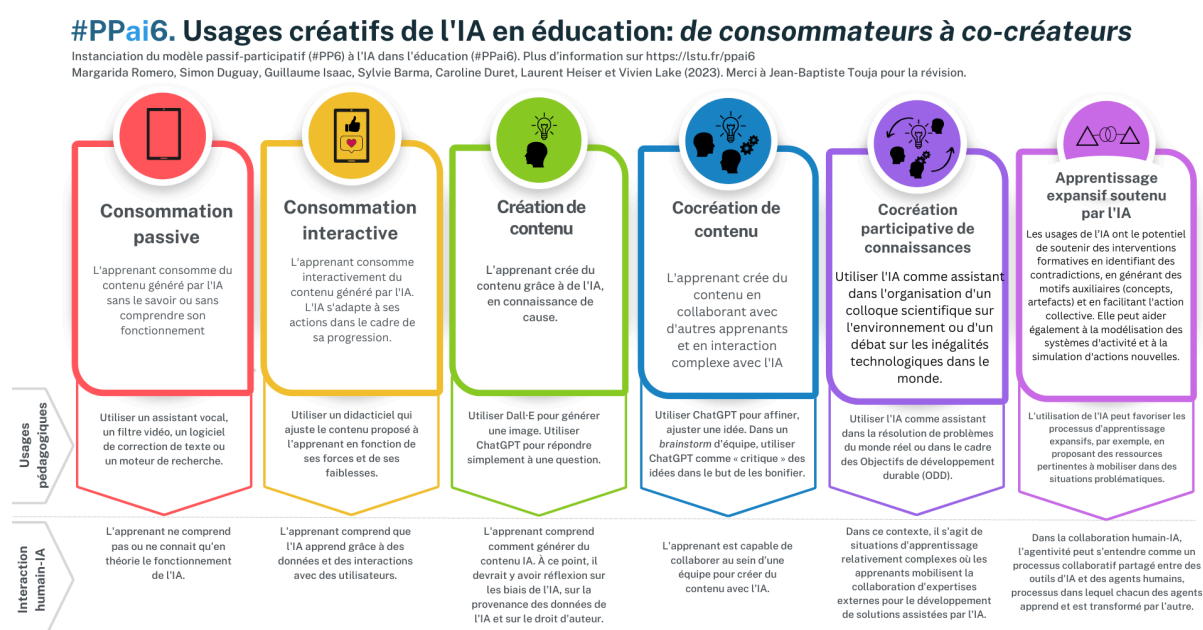 #PPai6. Usages créatifs de l'IA en éducation: de consommateurs à co-créateurs
Instanciation du modèle passif-participatif (#PP6) à l'IA dans l'éducation (#PPai6). Plus d'information sur https://lstu.fr/ppai6
Margarida Romero, Simon Duguay, Guillaume Isaac, Sylvie Barma, Caroline Duret, Laurent Heiser et Vivien Lake (2023). Merci à Jean-Baptiste Touja pour la révision.
Consommation
passive
L'apprenant consomme du
contenu généré par l'IA
sans le savoir ou sans
comprendre son
fonctionnement
Consommation
interactive
L'apprenant consomme
interactivement du
contenu généré par l'IA.
L'IA s'adapte à ses
actions dans le cadre de
sa progression.
Création de
contenu
L'apprenant crée du
contenu grâce à de l'IA,
en connaissance de
cause.
Cocréation de
contenu
L'apprenant crée du
contenu en
collaborant avec
d'autres apprenants
et en interaction
complexe avec l'IA
Cocréation
participative de
connaissances
Utiliser l'IA comme assistant
dans l'organisation d'un
colloque scientifique sur
l'environnement ou d'un
débat sur les inégalités
technologiques dans le
monde.
Apprentissage
expansif soutenu
par l'IA
Les usages de l'IA ont le potentiel
de soutenir des interventions
formatives en identifiant des
contradictions, en générant des
motifs auxiliaires (concepts,
artefacts) et en facilitant l'action
collective. Elle peut aider
également à la modélisation des
systèmes d'activité et à la
simulation d'actions nouvelles.
Usages
pédagogiques
Utiliser un assistant vocal,
un filtre vidéo, un logiciel
de correction de texte ou
un moteur de recherche.
Utiliser un didacticiel qui
ajuste le contenu proposé à
l'apprenant en fonction de
ses forces et de ses
faiblesses.
Utiliser Dall·E pour générer
une image. Utiliser
ChatGPT pour répondre
simplement à une question.
Utiliser ChatGPT pour affiner,
ajuster une idée. Dans un
brainstorm d'équipe, utiliser
ChatGPT comme « critique » des
idées dans le but de les bonifier.
Utiliser l'IA comme assistant
dans la résolution de problèmes
du monde réel ou dans le cadre
des Objectifs de développement
durable (ODD).
L'utilisation de l'IA peut favoriser les
processus d'apprentissage
expansifs, par exemple, en
proposant des ressources
pertinentes à mobiliser dans des
situations problématiques.
Interaction
humain-IA
L'apprenant ne comprend
pas ou ne connait qu'en
théorie le fonctionnement
de l'IA.
L'apprenant comprend que
l'IA apprend grâce à des
données et des interactions
avec des utilisateurs.
L'apprenant comprend
comment générer du
contenu IA. À ce point, il
devrait y avoir réflexion sur
les biais de l'IA, sur la
provenance des données de
l'IA et sur le droit d'auteur.
L'apprenant est capable de
collaborer au sein d'une
équipe pour créer du
contenu avec l'IA.
Dans ce contexte, il s'agit de
situations d'apprentissage
relativement complexes où les
apprenants mobilisent la
collaboration d'expertises
externes pour le développement
de solutions assistées par l'IA.
Dans la collaboration humain-IA,
l'agentivité peut s'entendre comme un
processus collaboratif partagé entre des
outils d'IA et des agents humains,
processus dans lequel chacun des agents
apprend et est transformé par l'autre.